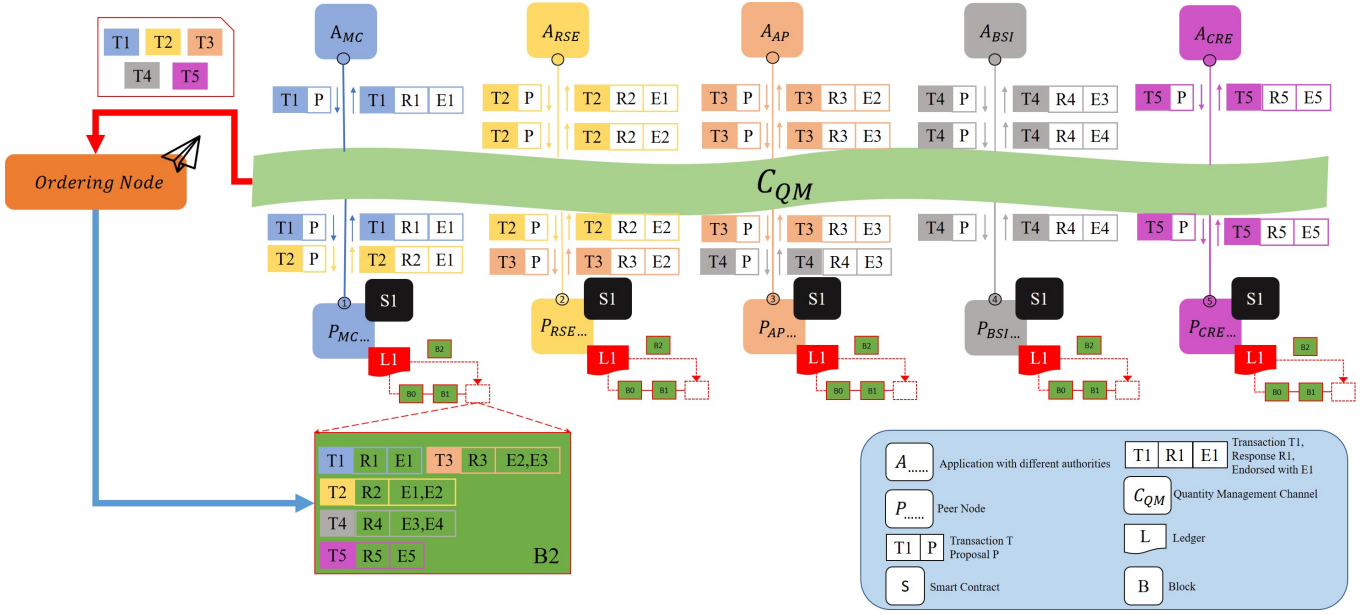 T1 T2 T3
T4 T5
A_MC
A_RSE
A_AP
A_BSI
A_CRE
T1 P T1 R1 E1
T2 P T2 R2 E1
T3 P T3 R3 E2
T4 P T4 R4 E3
T5 P T5 R5 E5
T2 P T2 R2 E2
T3 P T3 R3 E3
T4 P T4 R4 E4
Ordering Node
C_QM
T1 P T1 R1 E1
T2 P T2 R2 E2
T3 P T3 R3 E3
T4 P T4 R4 E4
T5 P T5 R5 E5
T2 P T2 R2 E1
T3 P T3 R3 E2
T4 P T4 R4 E3
1 S1
P_MC...
2 S1
P_RSE...
3 S1
P_AP...
4 S1
P_BSI...
5 S1
P_CRE...
L1 B2
B0 B1
L1 B2
B0 B1
L1 B2
B0 B1
L1 B2
B0 B1
L1 B2
B0 B1
T1 R1 E1 T3 R3 E2,E3
T2 R2 E1,E2
T4 R4 E3,E4
T5 R5 E5
B2
A...... Application with different authorities
P...... Peer Node
T1 P Transaction T
Proposal P
S Smart Contract
T1 R1 E1 Transaction T1,
Response R1,
Endorsed with E1
C_QM Quantity Management Channel
L Ledger
B Block